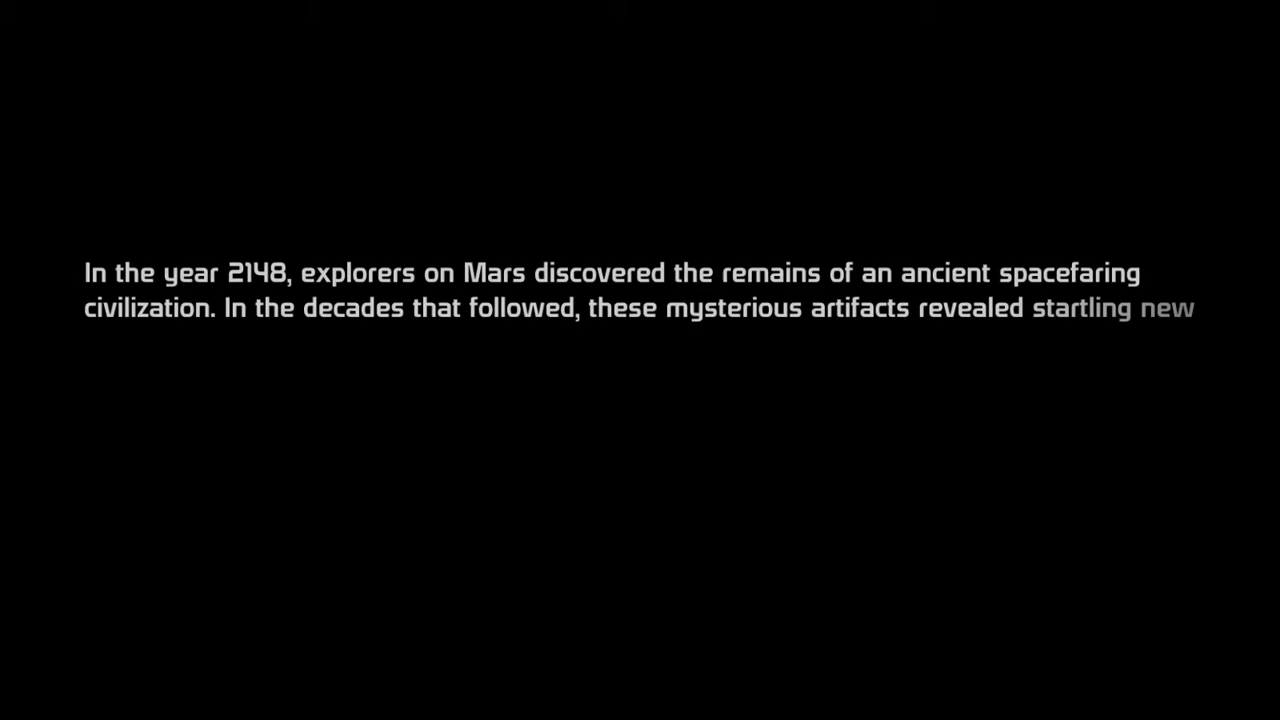 In the year 2148, explorers on Mars discovered the remains of an ancient spacefaring
civilization. In the decades that followed, these mysterious artifacts revealed startling new